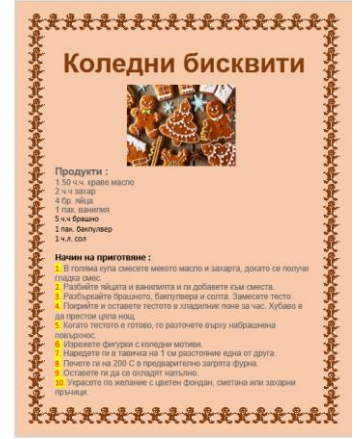 Коледни бисквити
Продукти :
1.50 ч.ч. краве масло
2 ч.ч захар
4 бр. яйца
1 пак. ванилия
5 ч.ч брашно
1 пак. бакпулвер
1 ч.л. сол
Начин на приготвяне :
1. В голяма купа смесете мекото масло и захарта, докато се получи
гладка смес.
2. Разбийте яйцата и ванилията и ги добавете към сместа.
3. Разбъркайте брашното, бакпулвера и солта. Замесете тесто.
4. Покрийте и оставете тестото в хладилник поне за час. Хубаво е
да престои цяла нощ.
5. Когато тестото е готово, го разточете върху набрашнена
повърхнос.
6. Изрежете фигурки с коледни мотиви.
7. Наредете ги в тавичка на 1 см разстояние една от друга.
8. Печете ги на 200 С в предварително загрята фурна.
9. Оставете ги да се охладят напълно.
10. Украсете по желание с цветен фондан, сметана или захарни
пръчици.